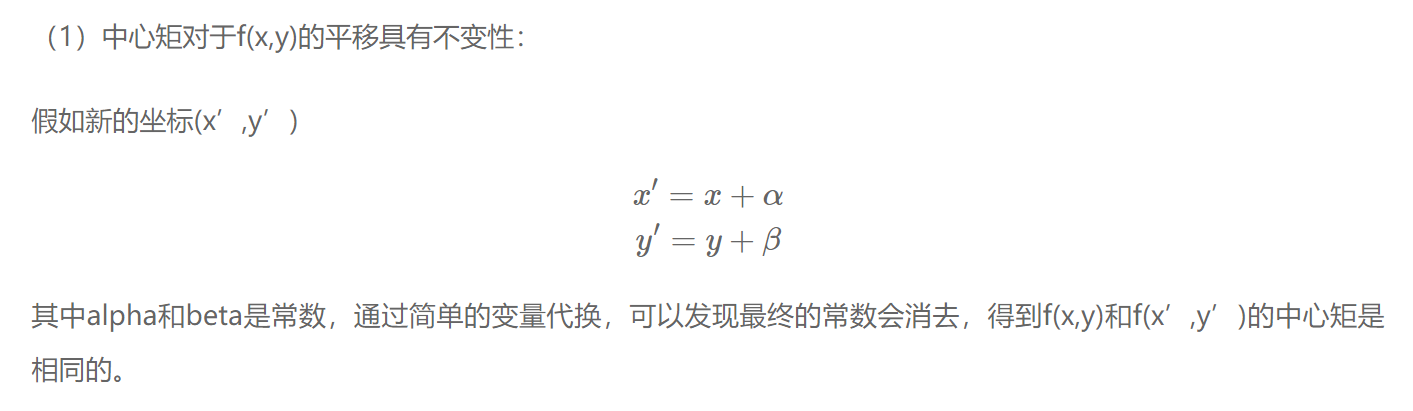 （1）中心矩对于f(x,y)的平移具有不变性：
假如新的坐标(x′,y′)
x′ = x + α
y′ = y + β
其中alpha和beta是常数，通过简单的变量代换，可以发现最终的常数会消去，得到f(x,y)和f(x′,y′)的中心矩是
相同的。